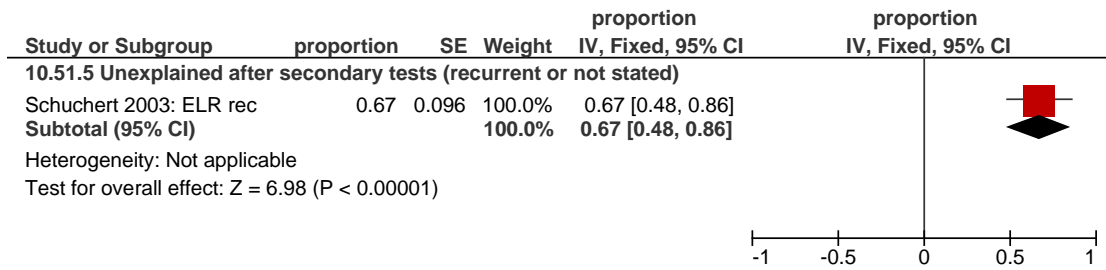 proportion proportion
Study or Subgroup proportion SE Weight IV, Fixed, 95% CI IV, Fixed, 95% CI
10.51.5 Unexplained after secondary tests (recurrent or not stated)
Schuchert 2003: ELR rec 0.67 0.096 100.0% 0.67 [0.48, 0.86]
Subtotal (95% CI) 100.0% 0.67 [0.48, 0.86]
Heterogeneity: Not applicable
Test for overall effect: Z = 6.98 (P < 0.00001)
-1 -0.5 0 0.5 1